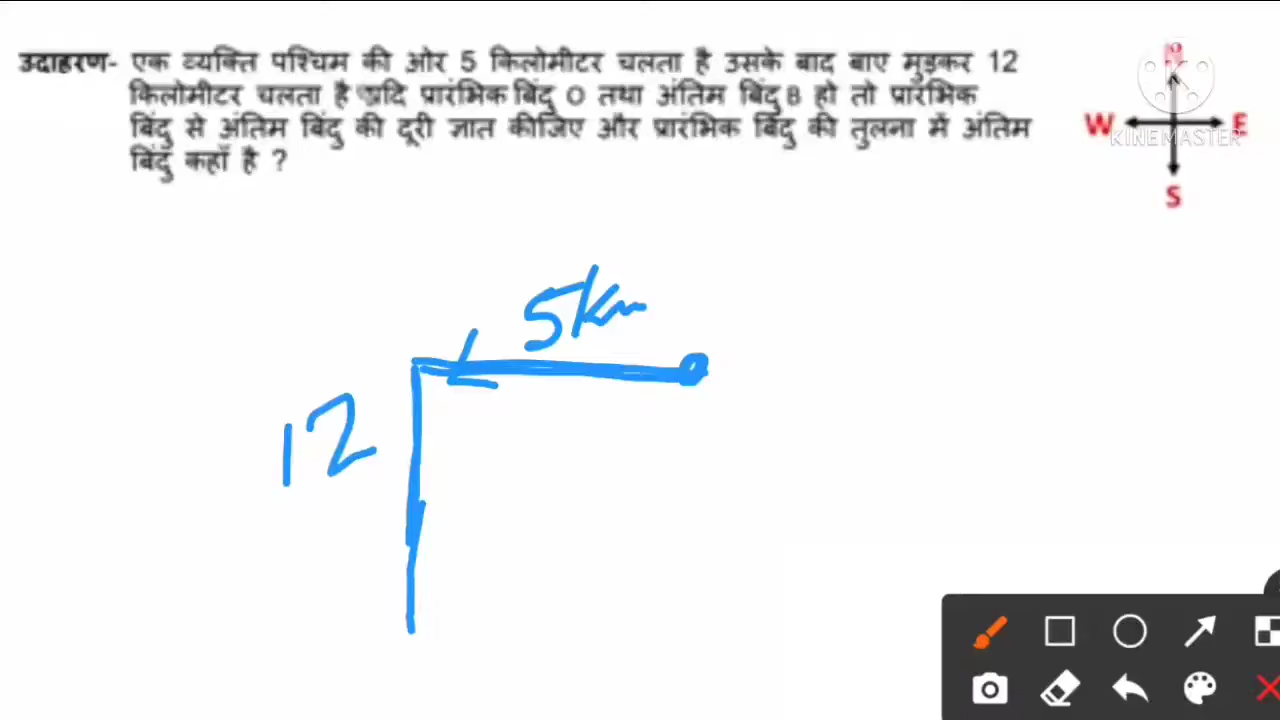 उदाहरण- एक व्यक्ति पश्चिम की ओर 5 किलोमीटर चलता है उसके बाद बाए मुड़कर 12
किलोमीटर चलता है यदि प्रारंभिक बिंदु O तथा अंतिम बिंदु B हो तो प्रारंभिक
बिंदु से अंतिम बिंदु की दूरी ज्ञात कीजिए और प्रारंभिक बिंदु की तुलना में अंतिम
बिंदु कहाँ है ?
W E
KINEMASTER
S
5km
12